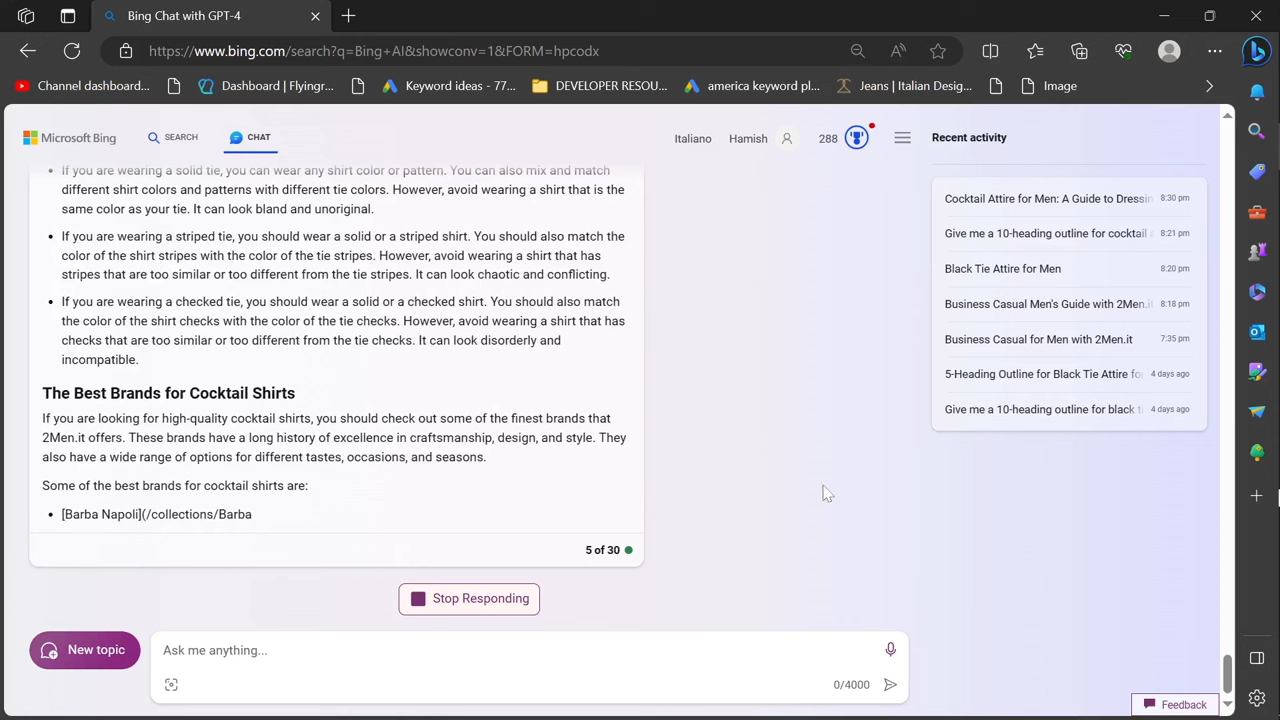 Bing Chat with GPT-4
https://www.bing.com/search?q=Bing+AI&showconv=1&FORM=hpcodx
Channel dashboard...
Dashboard | Flyingr...
Keyword ideas - 77...
DEVELOPER RESOU...
america keyword pl...
Jeans | Italian Desig...
Image
Microsoft Bing
SEARCH
CHAT
Italiano
Hamish
288
If you are wearing a solid tie, you can wear any shirt color or pattern. You can also mix and match
different shirt colors and patterns with different tie colors. However, avoid wearing a shirt that is the
same color as your tie. It can look bland and unoriginal.
• If you are wearing a striped tie, you should wear a solid or a striped shirt. You should also match the
color of the shirt stripes with the color of the tie stripes. However, avoid wearing a shirt that has
stripes that are too similar or too different from the tie stripes. It can look chaotic and conflicting.
• If you are wearing a checked tie, you should wear a solid or a checked shirt. You should also match
the color of the shirt checks with the color of the tie checks. However, avoid wearing a shirt that has
checks that are too similar or too different from the tie checks. It can look disorderly and
incompatible.
The Best Brands for Cocktail Shirts
If you are looking for high-quality cocktail shirts, you should check out some of the finest brands that
2Men.it offers. These brands have a long history of excellence in craftsmanship, design, and style. They
also have a wide range of options for different tastes, occasions, and seasons.
Some of the best brands for cocktail shirts are:
• [Barba Napoli](/collections/Barba
5 of 30
Stop Responding
New topic
Ask me anything...
0/4000
Recent activity
Cocktail Attire for Men: A Guide to Dressin 8:30 pm
Give me a 10-heading outline for cocktail a 8:21 pm
Black Tie Attire for Men 8:20 pm
Business Casual Men's Guide with 2Men.it 8:18 pm
Business Casual for Men with 2Men.it 7:35 pm
5-Heading Outline for Black Tie Attire for 4 days ago
Give me a 10-heading outline for black t 4 days ago
Feedback